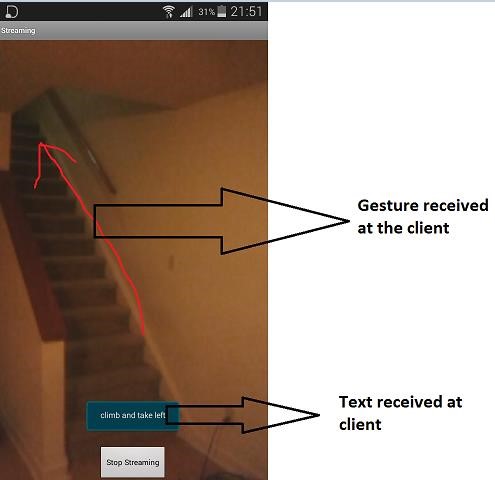 31% 21:51
Streaming
Gesture received
at the client
climb and take left
Text received at
client
Stop Streaming